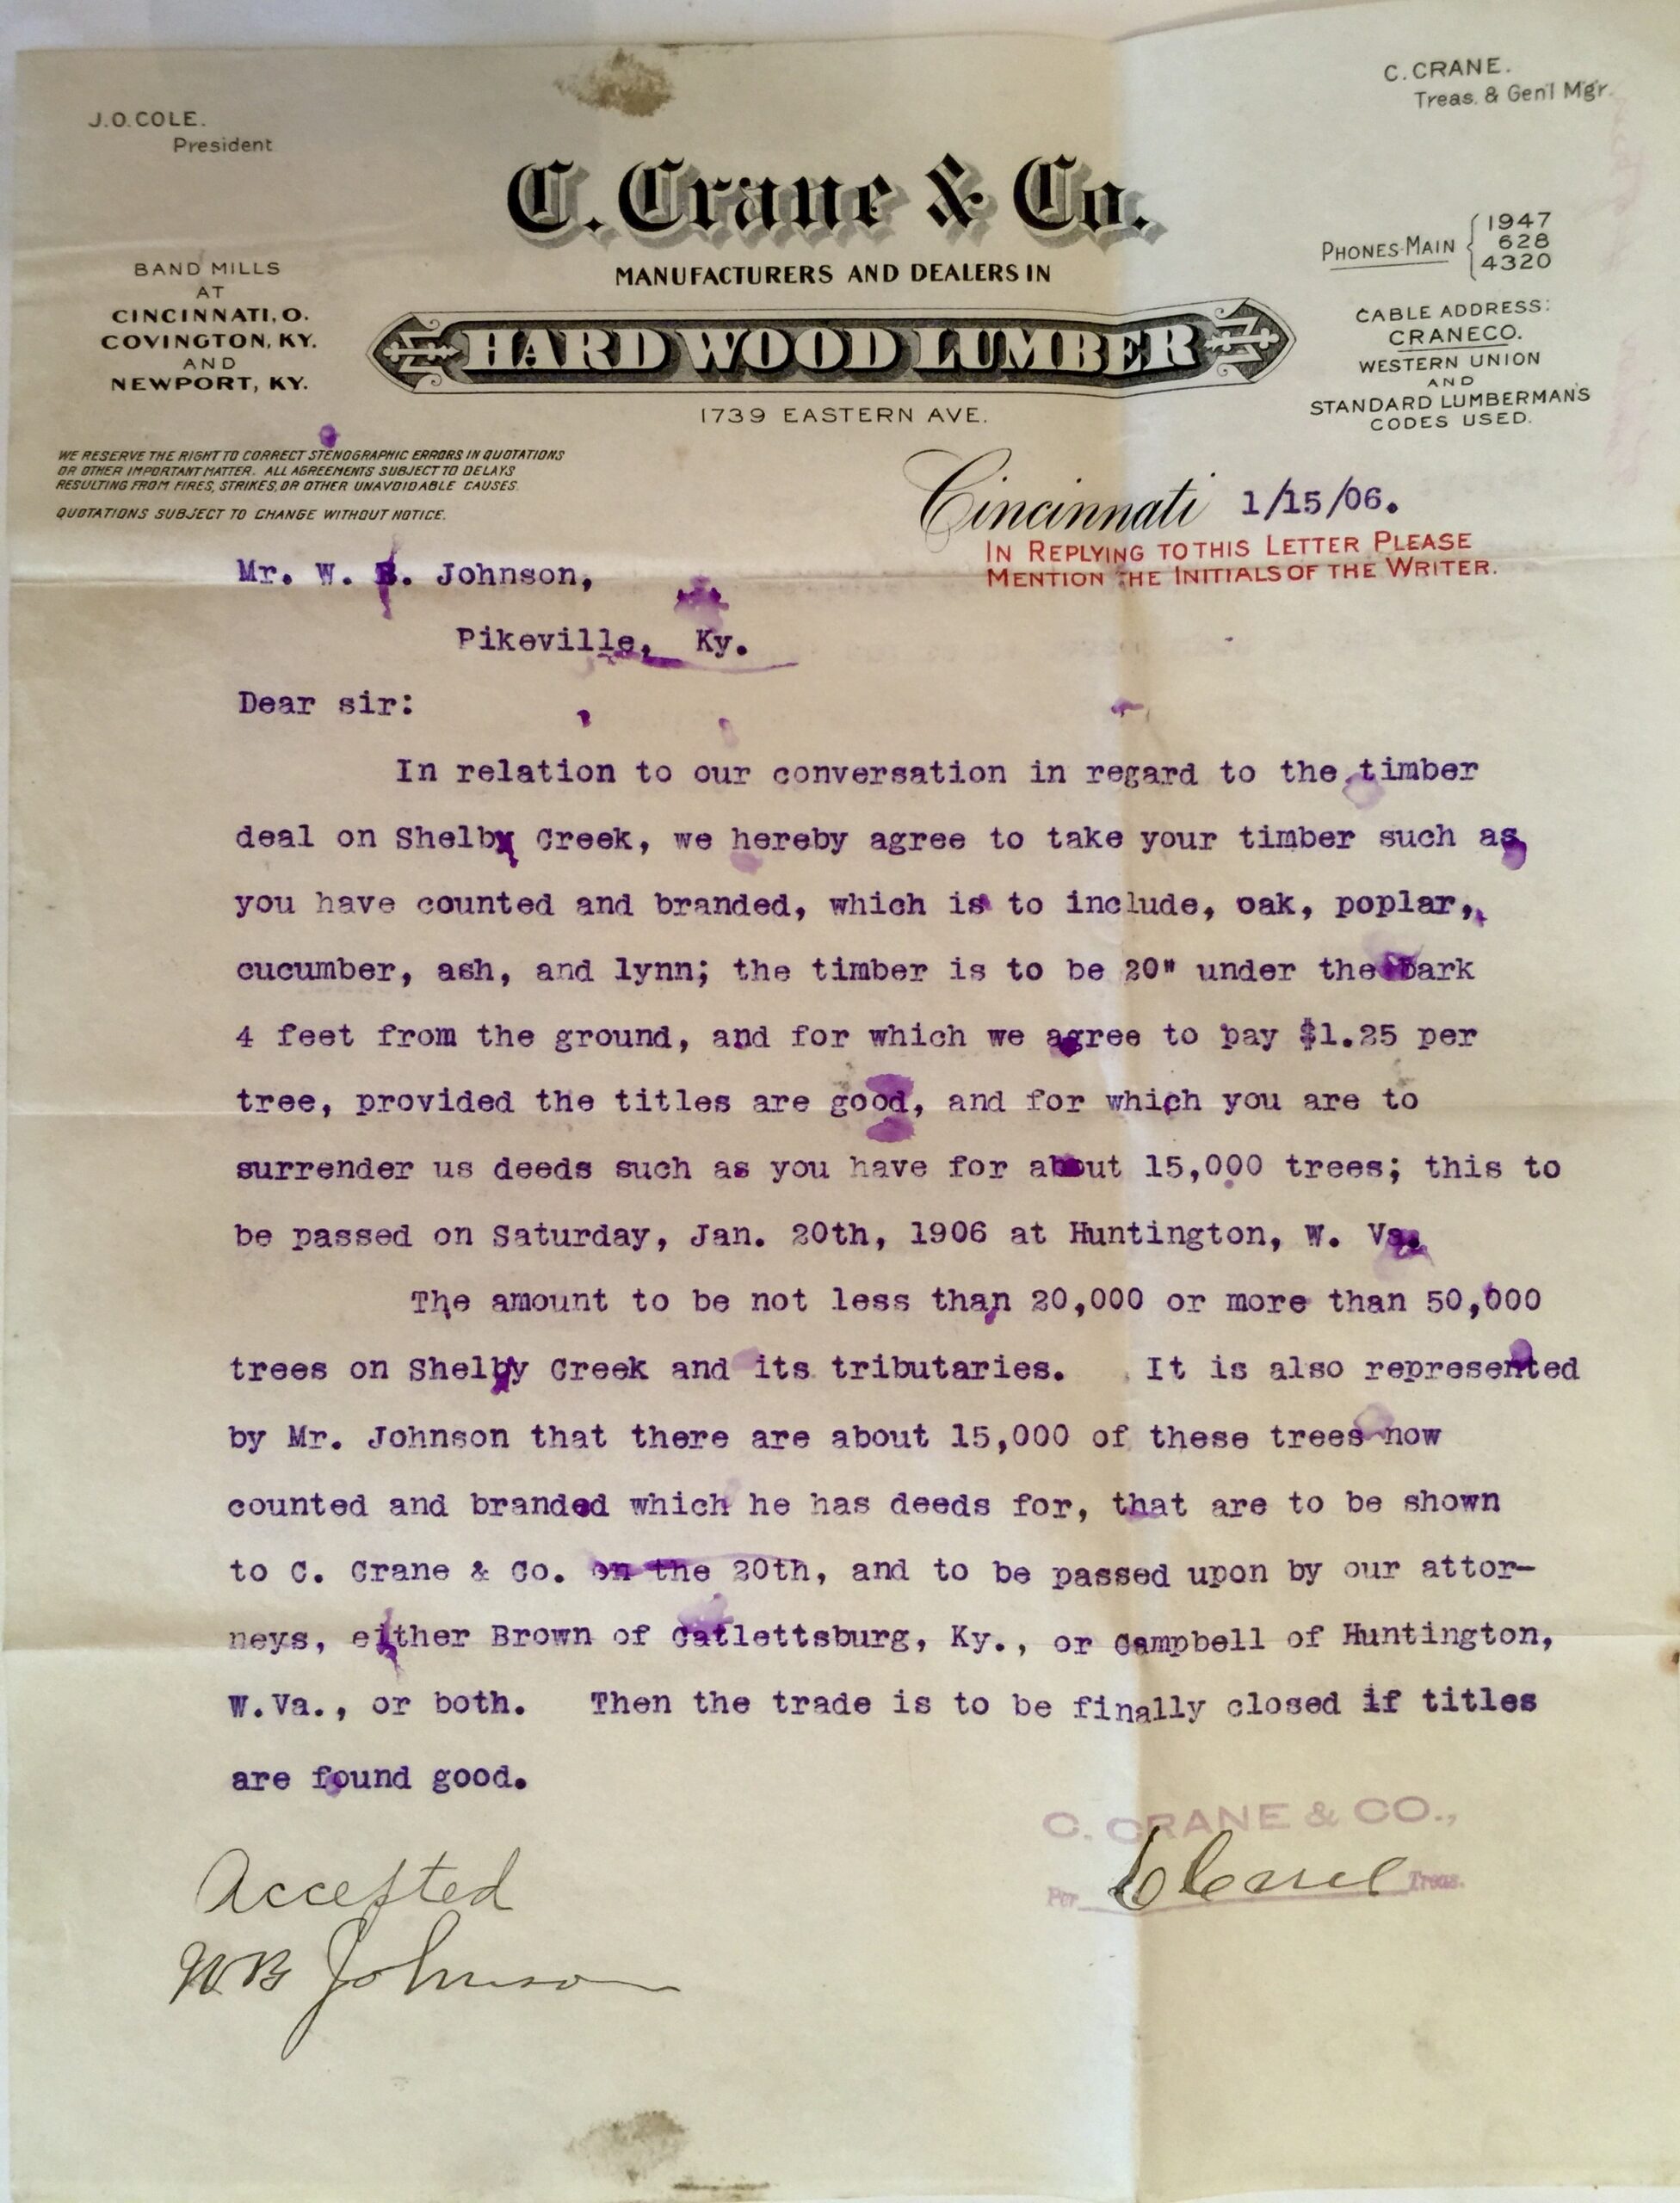 J.O. COLE.
President
C. CRANE.
Treas. & Gen'l Mgr.
C. Crane & Co.
MANUFACTURERS AND DEALERS IN
HARDWOOD LUMBER
1739 EASTERN AVE.
BAND MILLS
AT
CINCINNATI, O.
COVINGTON, KY.
AND
NEWPORT, KY.
PHONES-MAIN
1947
628
4320
CABLE ADDRESS:
CRANECO.
WESTERN UNION
AND
STANDARD LUMBERMAN'S
CODES USED.
WE RESERVE THE RIGHT TO CORRECT STENOGRAPHIC ERRORS IN QUOTATIONS
OR OTHER IMPORTANT MATTER. ALL AGREEMENTS SUBJECT TO DELAYS
RESULTING FROM FIRES, STRIKES, OR OTHER UNAVOIDABLE CAUSES.
QUOTATIONS SUBJECT TO CHANGE WITHOUT NOTICE.
Cincinnati 1/15/06.
IN REPLYING TO THIS LETTER PLEASE
MENTION THE INITIALS OF THE WRITER.
Mr. W. B. Johnson,
Pikeville, Ky.
Dear sir:
In relation to our conversation in regard to the timber
deal on Shelby Creek, we hereby agree to take your timber such as
you have counted and branded, which is to include, oak, poplar,
cucumber, ash, and lynn; the timber is to be 20" under the bark
4 feet from the ground, and for which we agree to pay $1.25 per
tree, provided the titles are good, and for which you are to
surrender us deeds such as you have for about 15,000 trees; this to
be passed on Saturday, Jan. 20th, 1906 at Huntington, W. Va.
The amount to be not less than 20,000 or more than 50,000
trees on Shelby Creek and its tributaries. It is also represented
by Mr. Johnson that there are about 15,000 of these trees now
counted and branded which he has deeds for, that are to be shown
to C. Crane & Co. on the 20th, and to be passed upon by our attor-
neys, either Brown of Catlettsburg, Ky., or Campbell of Huntington,
W.Va., or both. Then the trade is to be finally closed if titles
are found good.
C. CRANE & CO.,
Per C Crane Treas.
Accepted
W B Johnson